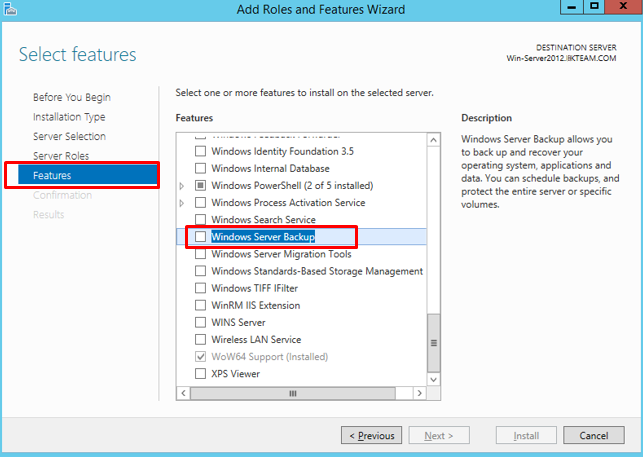 Add Roles and Features Wizard
Select features
DESTINATION SERVER
Win-Server2012.IIKTEAM.COM
Before You Begin
Installation Type
Server Selection
Server Roles
Features
Confirmation
Results
Select one or more features to install on the selected server.
Features
Windows Identity Foundation 3.5
Windows Internal Database
Windows PowerShell (2 of 5 installed)
Windows Process Activation Service
Windows Search Service
Windows Server Backup
Windows Server Migration Tools
Windows Standards-Based Storage Management
Windows TIFF IFilter
WinRM IIS Extension
WINS Server
Wireless LAN Service
WoW64 Support (Installed)
XPS Viewer
Description
Windows Server Backup allows you
to back up and recover your
operating system, applications and
data. You can schedule backups, and
protect the entire server or specific
volumes.
< Previous
Next >
Install
Cancel